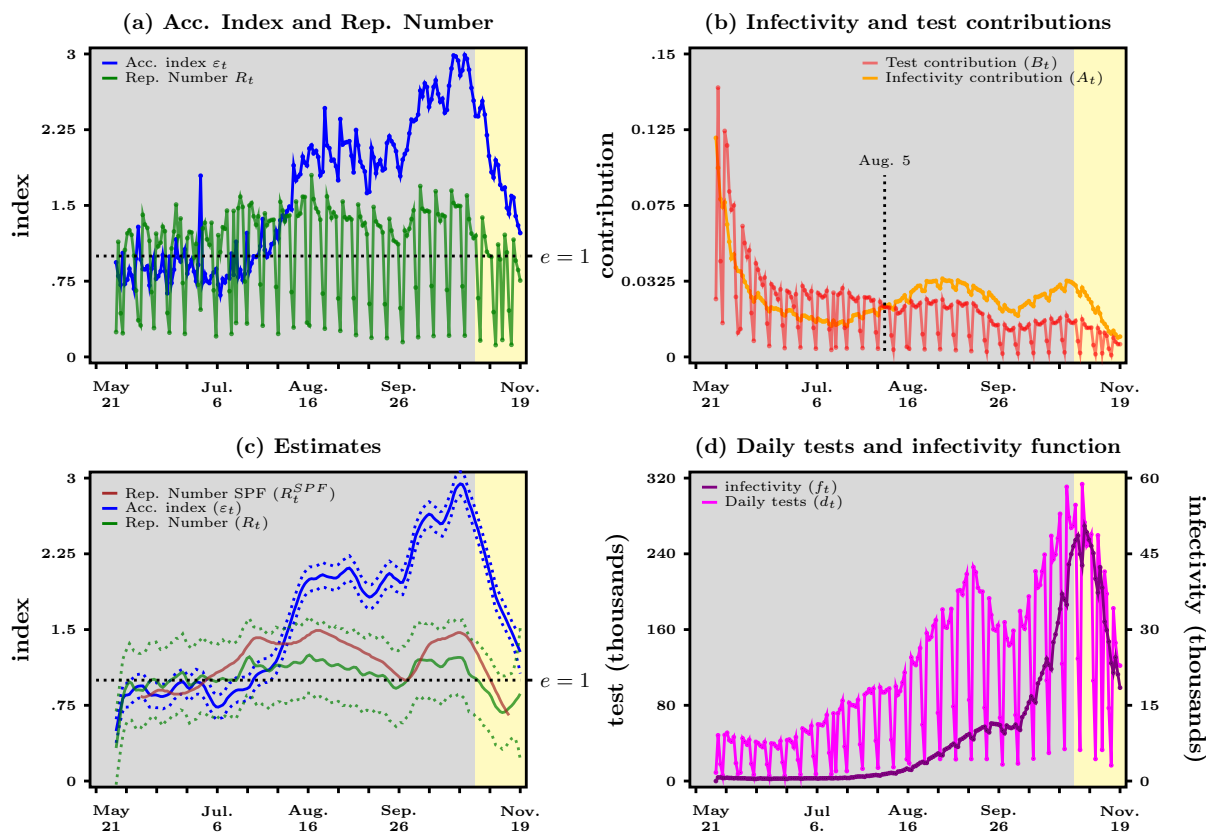 (a) Acc. Index and Rep. Number
3
2.25
1.5
.75
0
index
Acc. index εt
Rep. Number Rt
e = 1
May 21
Jul. 6
Aug. 16
Sep. 26
Nov. 19
(b) Infectivity and test contributions
.15
0.125
0.075
0.0325
0
contribution
Test contribution (Bt)
Infectivity contribution (At)
Aug. 5
May 21
Jul. 6
Aug. 16
Sep. 26
Nov. 19
(c) Estimates
3
2.25
1.5
.75
0
index
Rep. Number SPF (Rt^SPF)
Acc. index (εt)
Rep. Number (Rt)
e = 1
May 21
Jul. 6
Aug. 16
Sep. 26
Nov. 19
(d) Daily tests and infectivity function
320
240
160
80
0
test (thousands)
infectivity (ft)
Daily tests (dt)
60
45
30
15
0
infectivity (thousands)
May 21
Jul 6.
Aug. 16
Sep. 26
Nov. 19